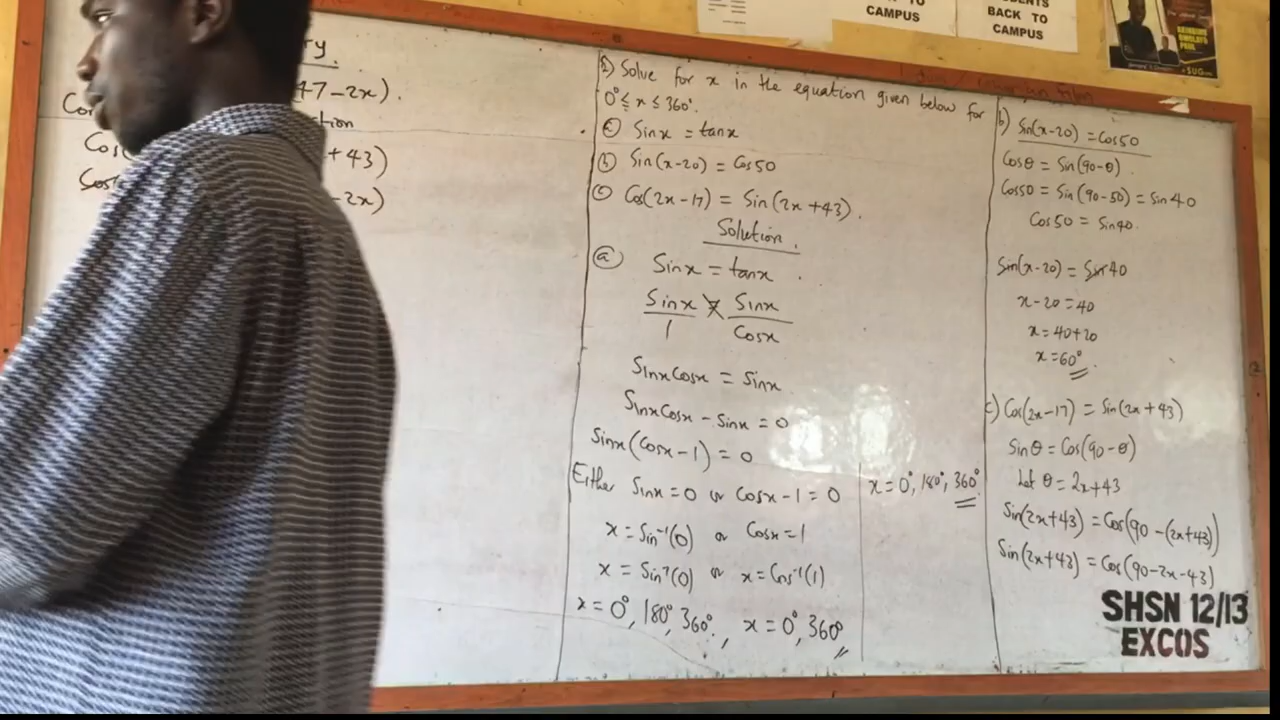 TO
CAMPUS
STUDENTS
BACK TO
CAMPUS
SUG
(47-2x).
Co
ction
Cos(
+43)
Cos
-2x)
2) Solve for x in the equation given below for
0° ≤ x ≤ 360°.
ⓐ Sinx = tanx
ⓑ Sin(x-20) = Cos50
ⓒ Cos(2x-17) = Sin(2x+43).
Solution.
ⓐ Sinx = tanx.
Sinx/1 = Sinx/Cosx
Sinxcosx = Sinx
Sinxcosx - Sinx = 0
Sinx(Cosx-1) = 0
Either Sinx = 0 or Cosx-1 = 0
x = Sin⁻¹(0) or Cosx = 1
x = Sin⁻¹(0) or x = Cos⁻¹(1)
x = 0°, 180°, 360°., x = 0°, 360°
x = 0°, 180°, 360°
b) Sin(x-20) = Cos50
Cosθ = Sin(90-θ).
Cos50 = Sin(90-50) = Sin40
Cos50 = Sin40.
Sin(x-20) = Sin40
x-20 = 40
x = 40+20
x = 60°
c) Cos(2x-17) = Sin(2x+43)
Sinθ = Cos(90-θ)
Let θ = 2x+43
Sin(2x+43) = Cos(90-(2x+43))
Sin(2x+43) = Cos(90-2x-43)
SHSN 12/13
EXCOS